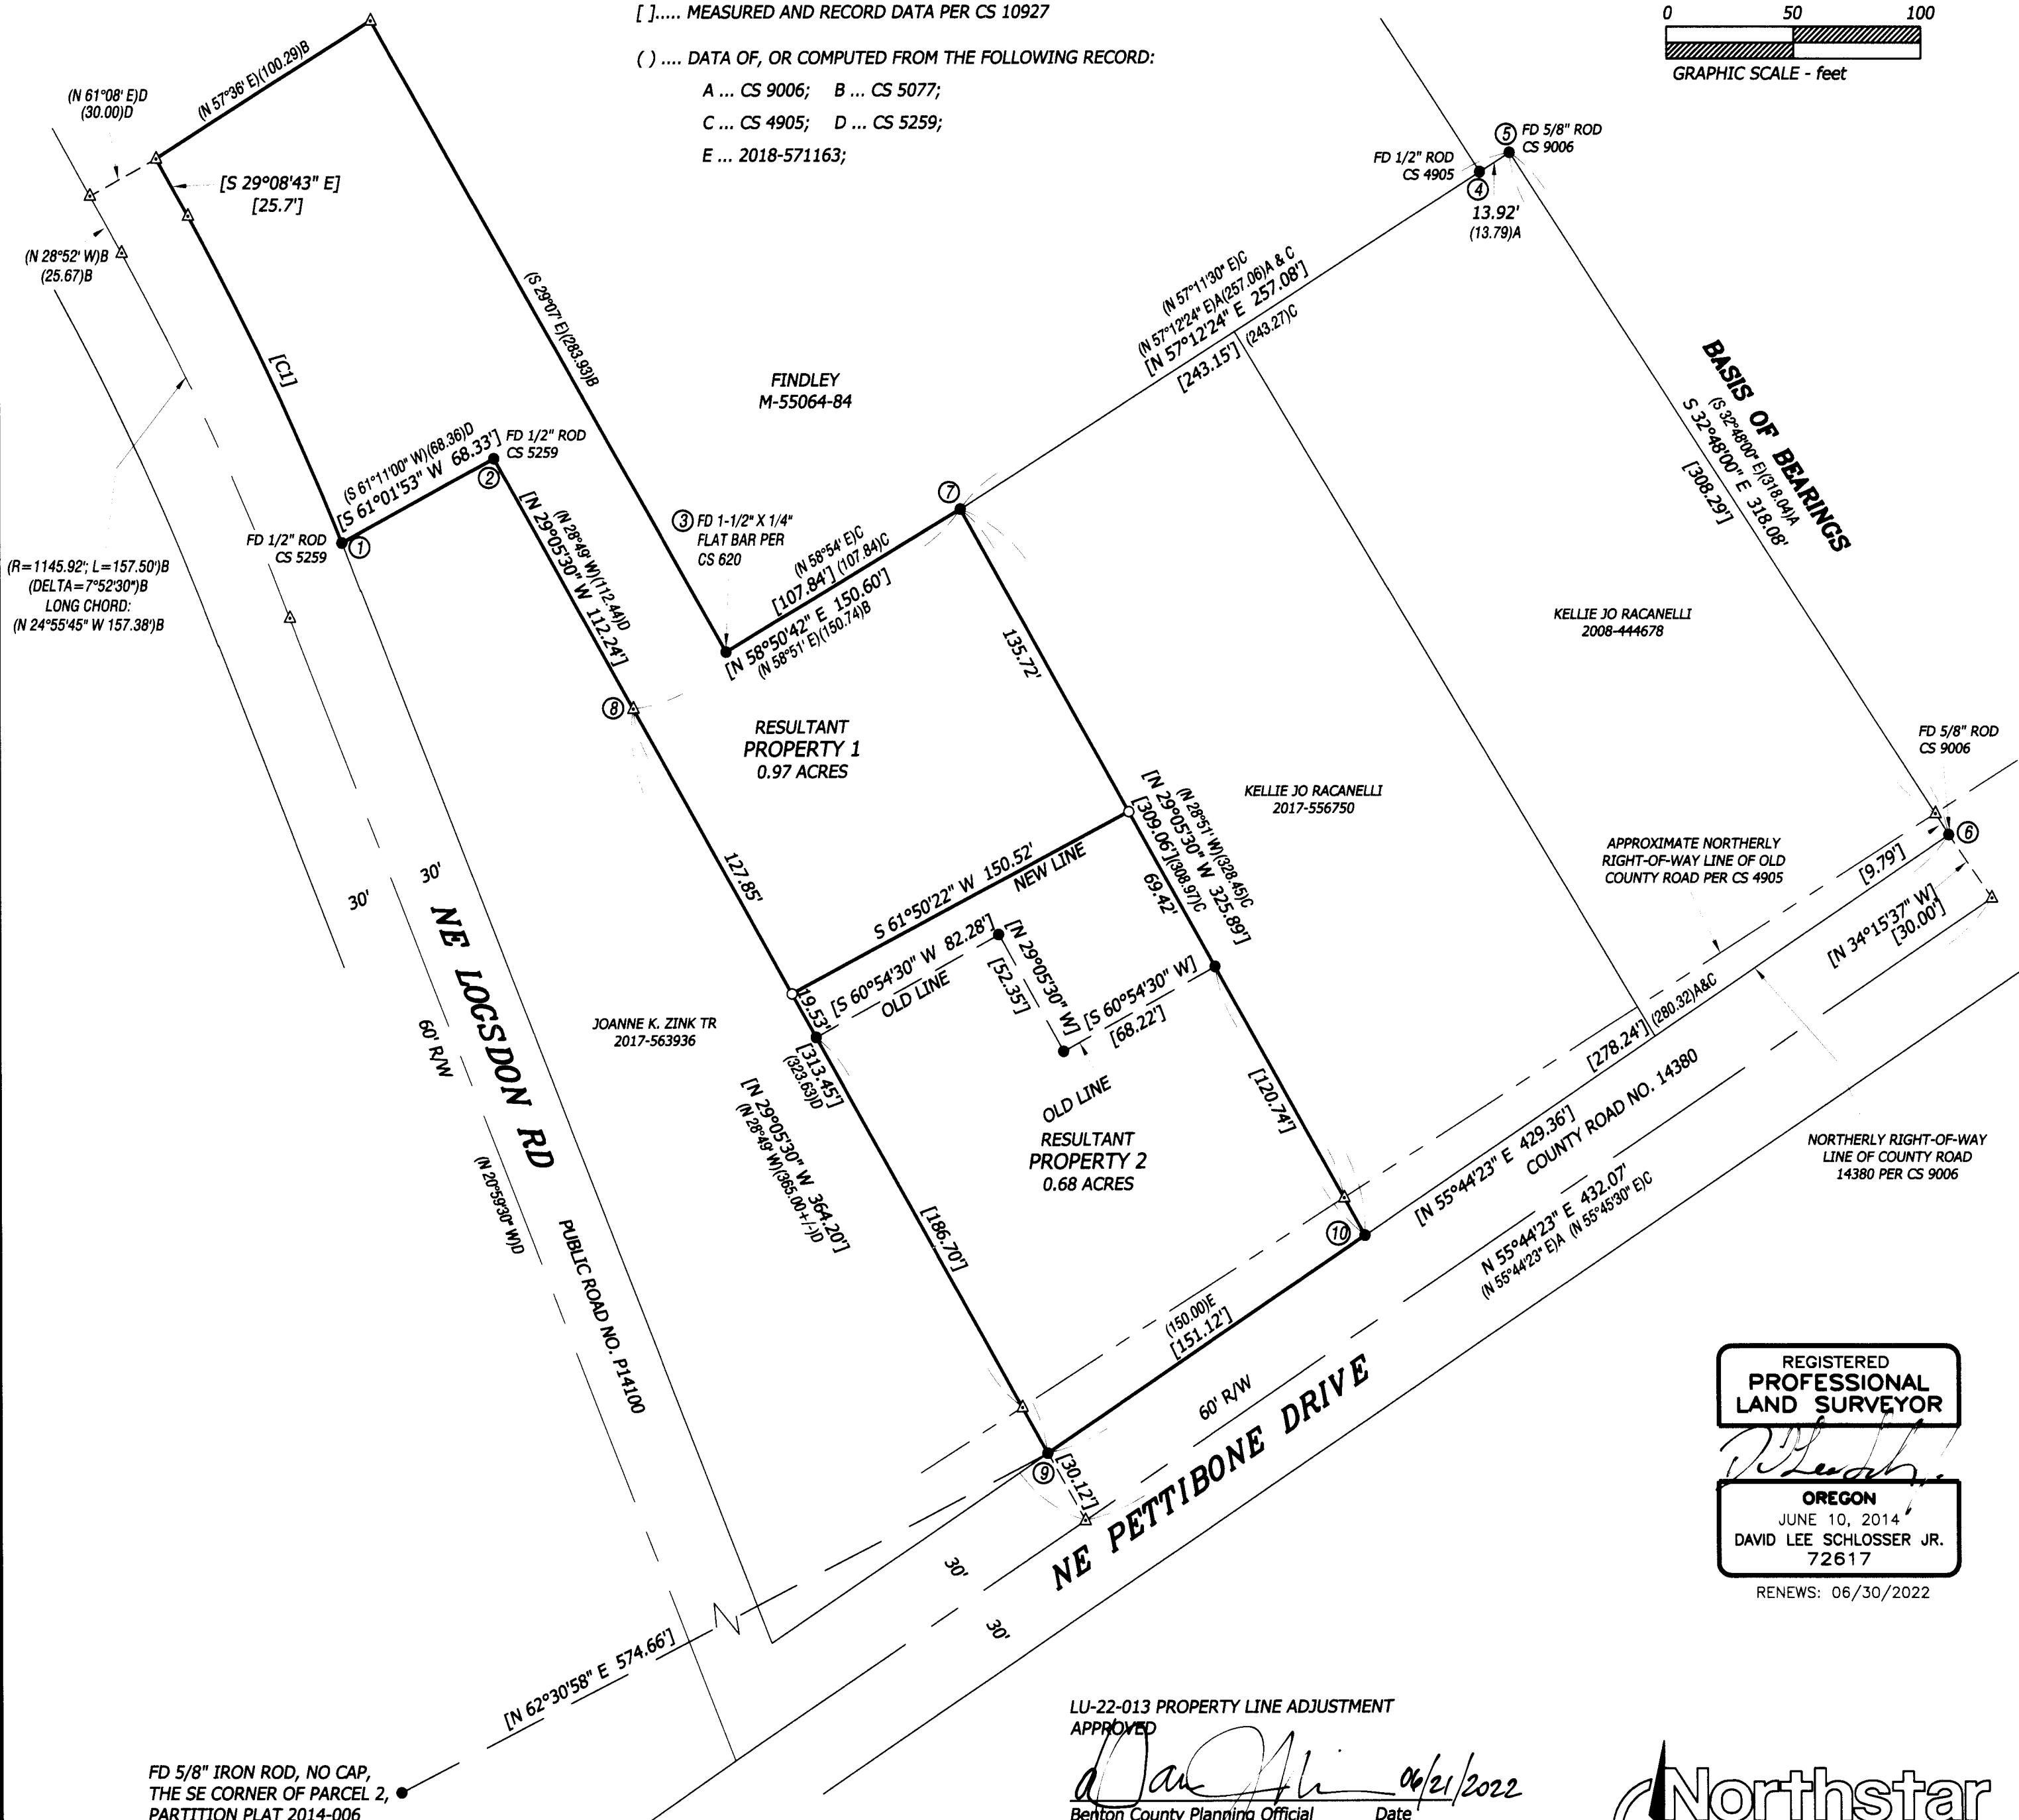 [ ]..... MEASURED AND RECORD DATA PER CS 10927
( ) .... DATA OF, OR COMPUTED FROM THE FOLLOWING RECORD:
A ... CS 9006; B ... CS 5077;
C ... CS 4905; D ... CS 5259;
E ... 2018-571163;
0 50 100
GRAPHIC SCALE - feet
(N 57°36' E)(100.29)B
(N 61°08' E)D
(30.00)D
[S 29°08'43" E]
[25.7']
(N 28°52' W)B
(25.67)B
[C1]
(S 29°07' E)(283.93)B
FINDLEY
M-55064-84
5 FD 5/8" ROD
CS 9006
FD 1/2" ROD
CS 4905
4
13.92'
(13.79)A
(N 57°11'30" E)C
(N 57°12'24" E)A(257.06)A & C
[N 57°12'24" E 257.08']
[243.15'] (243.27)C
BASIS OF BEARINGS
(S 32°48'00" E)(318.04)A
S 32°48'00" E 318.08'
[308.29']
(S 61°11'00" W)(68.36)D
[S 61°01'53" W 68.33']
FD 1/2" ROD
CS 5259
2
FD 1/2" ROD
CS 5259
1
(R=1145.92'; L=157.50')B
(DELTA=7°52'30")B
LONG CHORD:
(N 24°55'45" W 157.38')B
(N 28°49' W)(112.44)D
[N 29°05'30" W 112.24']
3 FD 1-1/2" X 1/4"
FLAT BAR PER
CS 620
7
(N 58°54' E)C
[107.84'] (107.84)C
[N 58°50'42" E 150.60']
(N 58°51' E)(150.74)B
135.72'
KELLIE JO RACANELLI
2008-444678
8
RESULTANT
PROPERTY 1
0.97 ACRES
FD 5/8" ROD
CS 9006
6
KELLIE JO RACANELLI
2017-556750
(N 28°51' W)(328.45)C
[N 29°05'30" W 325.89']
[309.06'](308.97)C
69.42'
APPROXIMATE NORTHERLY
RIGHT-OF-WAY LINE OF OLD
COUNTY ROAD PER CS 4905
[9.79']
[N 34°15'37" W]
[30.00']
127.85'
S 61°50'22" W 150.52'
NEW LINE
30'
30'
[S 60°54'30" W 82.28']
OLD LINE
[N 29°05'30" W]
[52.35']
[S 60°54'30" W]
[68.22']
19.53'
NE LOGSDON RD
60' R/W
(N 20°59'30" W)D
PUBLIC ROAD NO. P14100
JOANNE K. ZINK TR
2017-563936
[313.45']
(323.63)D
[N 29°05'30" W 364.20']
(N 28°49' W)(365.00+/-)D
[186.70']
OLD LINE
RESULTANT
PROPERTY 2
0.68 ACRES
[120.74']
[278.24'] (280.32)A&C
[N 55°44'23" E 429.36']
COUNTY ROAD NO. 14380
N 55°44'23" E 432.07'
(N 55°44'23" E)A (N 55°45'30" E)C
NORTHERLY RIGHT-OF-WAY
LINE OF COUNTY ROAD
14380 PER CS 9006
10
(150.00)E
[151.12']
9
[30.12']
60' R/W
NE PETTIBONE DRIVE
30'
30'
[N 62°30'58" E 574.66']
REGISTERED
PROFESSIONAL
LAND SURVEYOR
OREGON
JUNE 10, 2014
DAVID LEE SCHLOSSER JR.
72617
RENEWS: 06/30/2022
LU-22-013 PROPERTY LINE ADJUSTMENT
APPROVED
06/21/2022
Benton County Planning Official Date
FD 5/8" IRON ROD, NO CAP,
THE SE CORNER OF PARCEL 2,
PARTITION PLAT 2014-006
Northstar